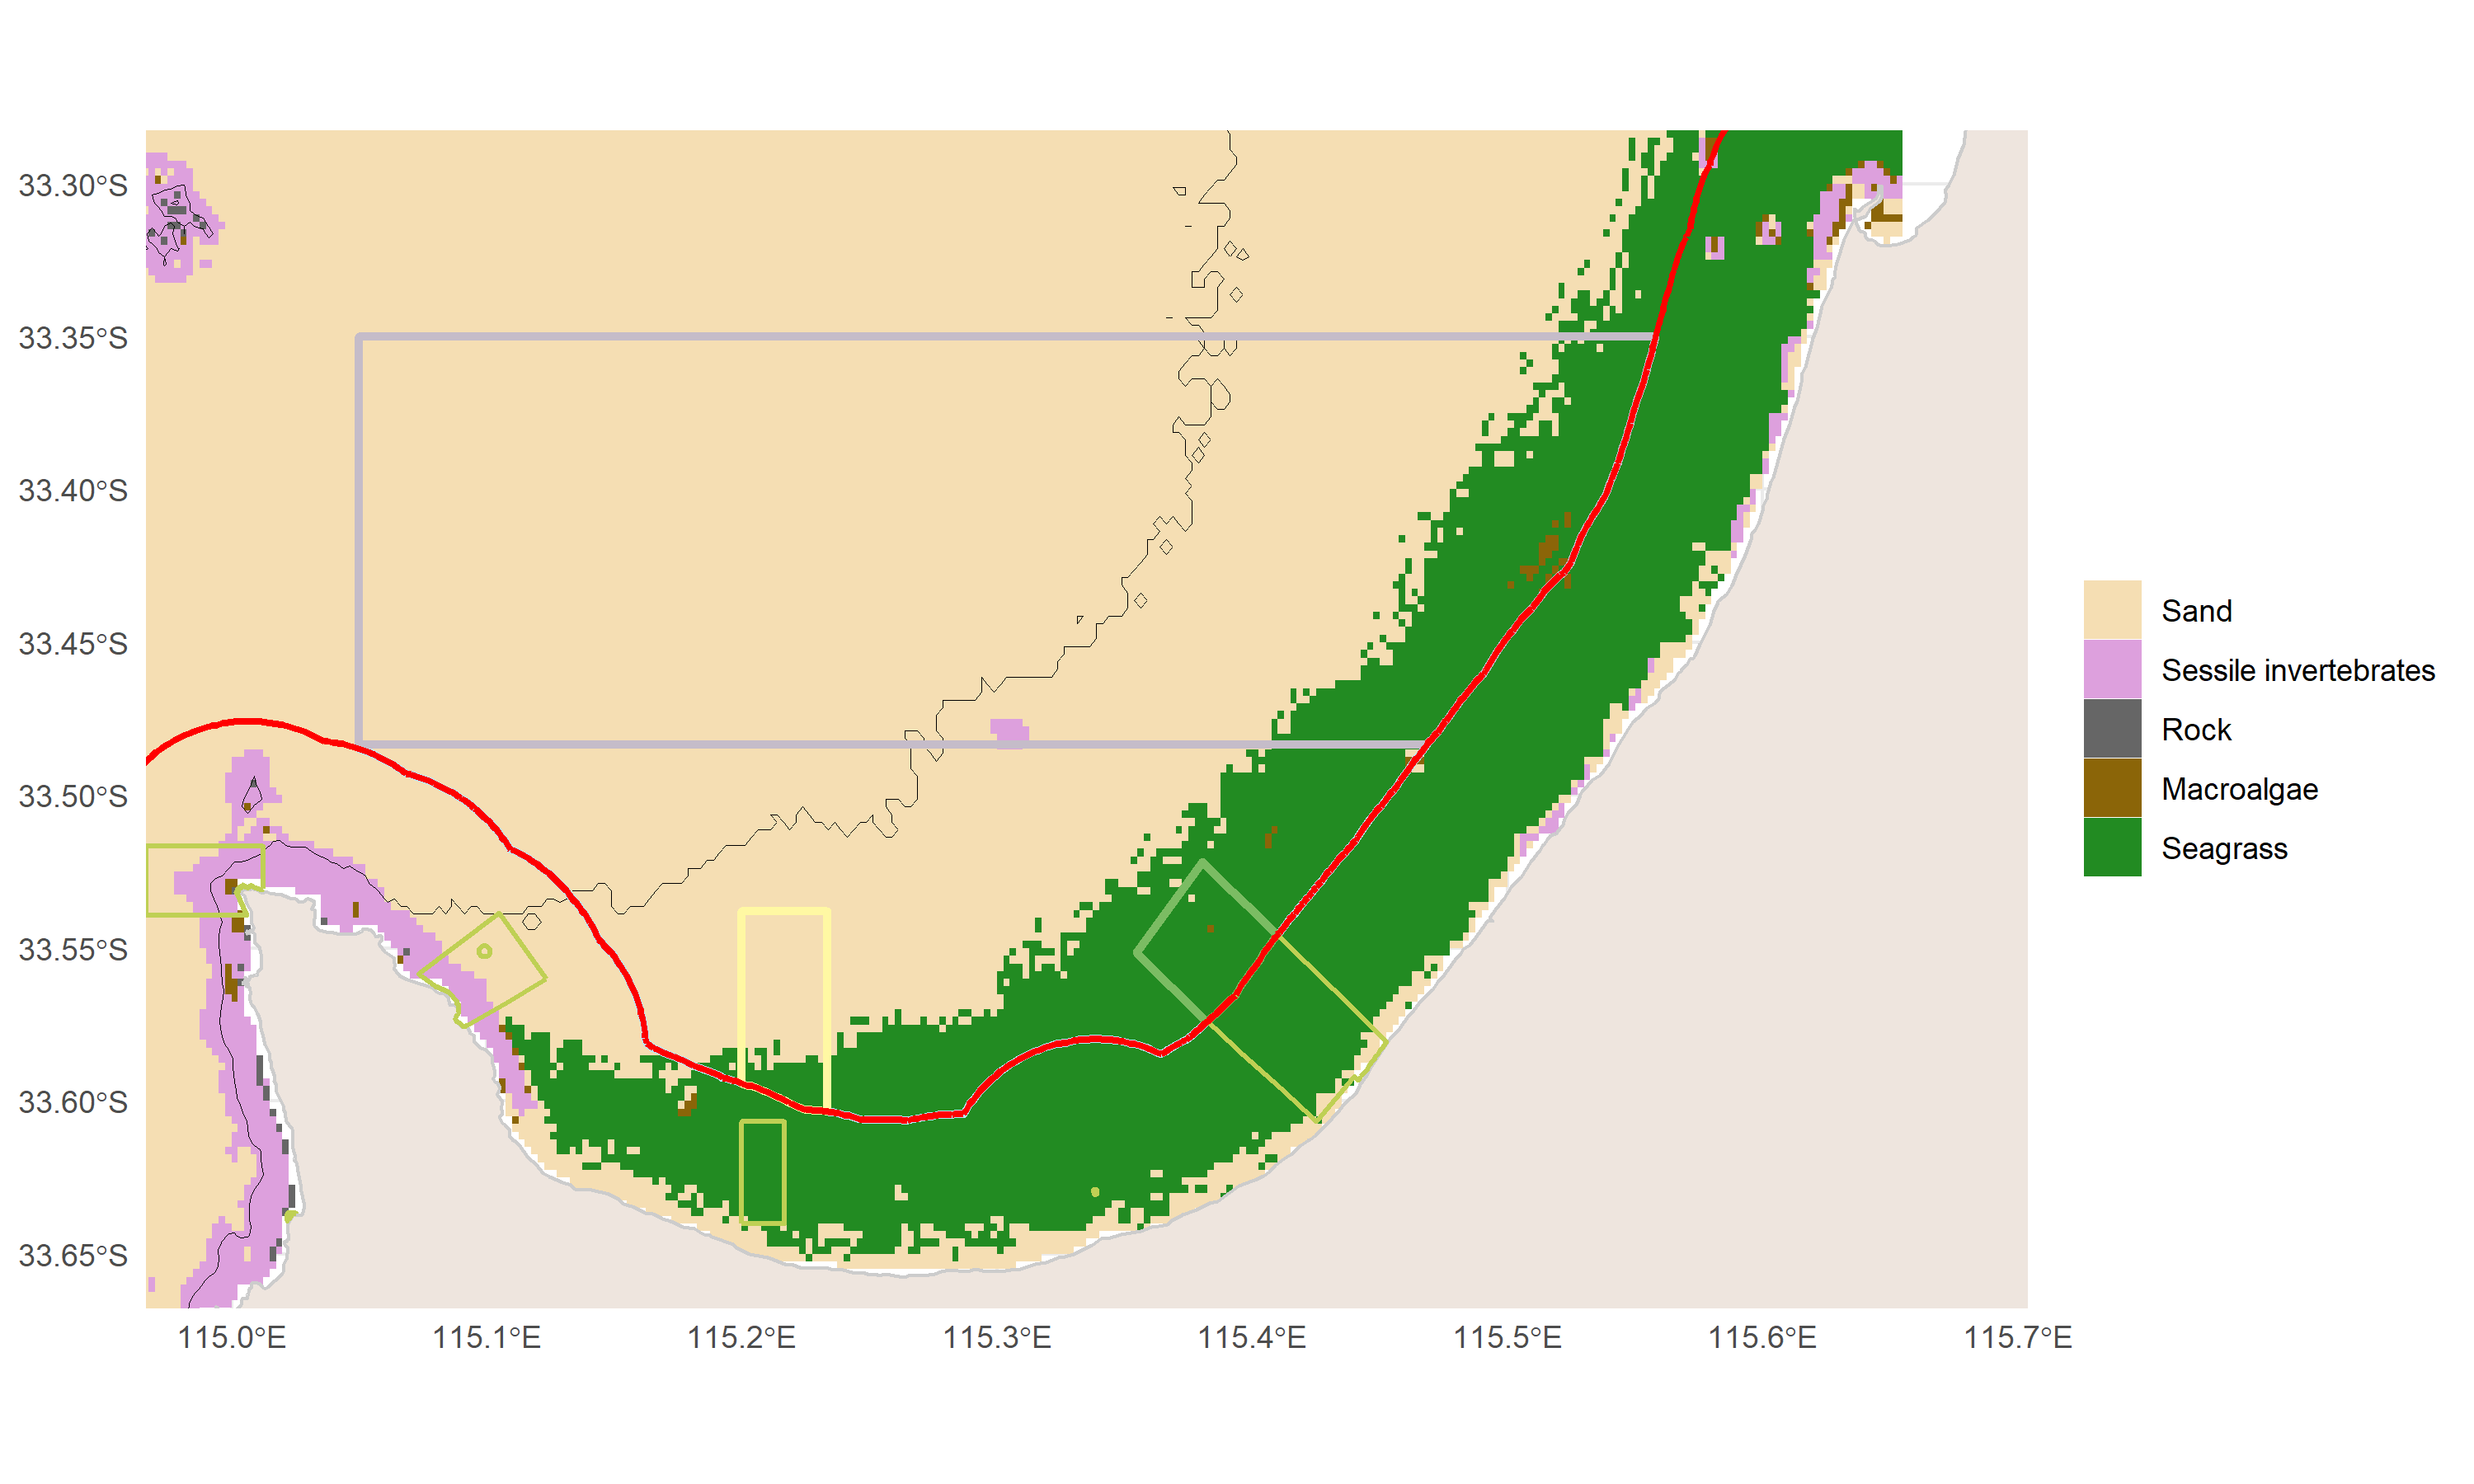 33.30°S
33.35°S
33.40°S
33.45°S
33.50°S
33.55°S
33.60°S
33.65°S
115.0°E
115.1°E
115.2°E
115.3°E
115.4°E
115.5°E
115.6°E
115.7°E
Sand
Sessile invertebrates
Rock
Macroalgae
Seagrass